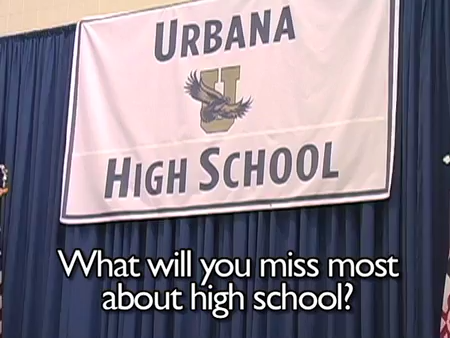 URBANA
U
HIGH SCHOOL
What will you miss most
about high school?